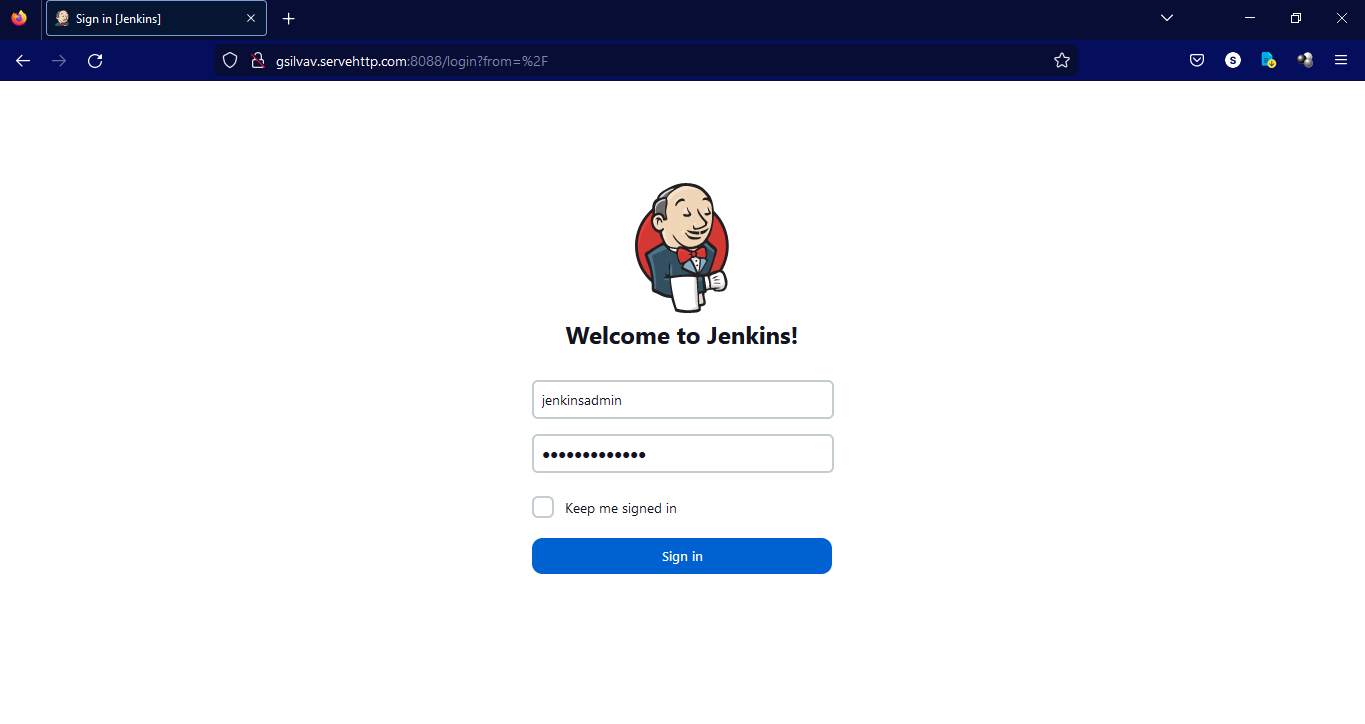 Sign in [Jenkins]
gsilvav.servehttp.com:8088/login?from=%2F
S
Welcome to Jenkins!
jenkinsadmin
•••••••••••••
Keep me signed in
Sign in